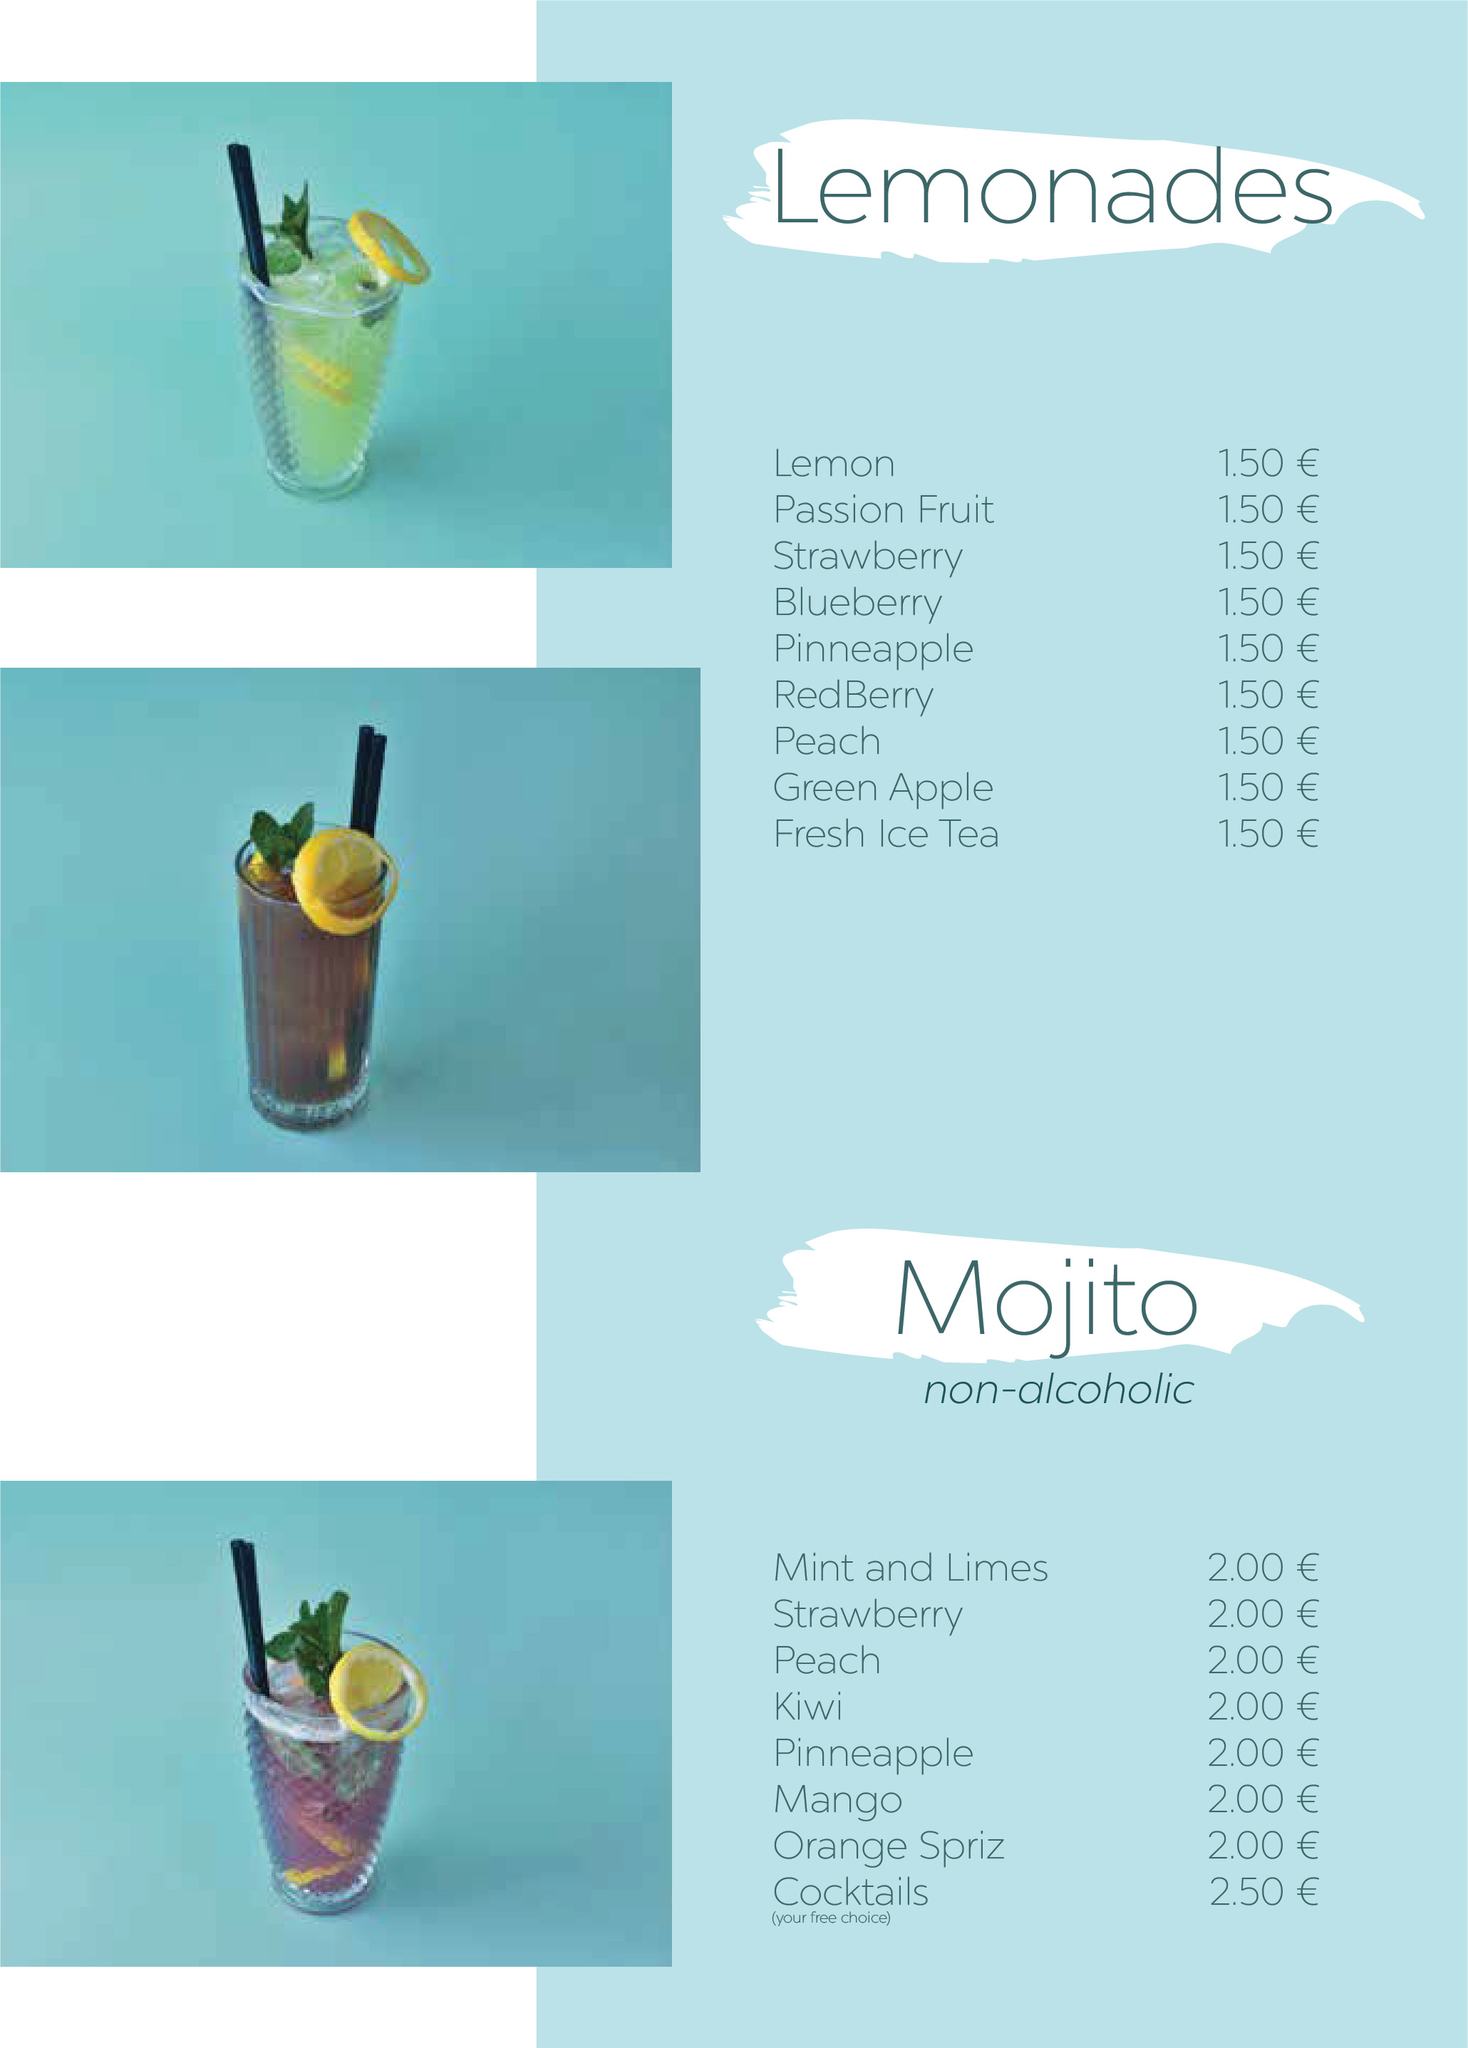 Lemonades
Lemon 1.50 €
Passion Fruit 1.50 €
Strawberry 1.50 €
Blueberry 1.50 €
Pinneapple 1.50 €
RedBerry 1.50 €
Peach 1.50 €
Green Apple 1.50 €
Fresh Ice Tea 1.50 €
Mojito
non-alcoholic
Mint and Limes 2.00 €
Strawberry 2.00 €
Peach 2.00 €
Kiwi 2.00 €
Pinneapple 2.00 €
Mango 2.00 €
Orange Spriz 2.00 €
Cocktails 2.50 €
(your free choice)